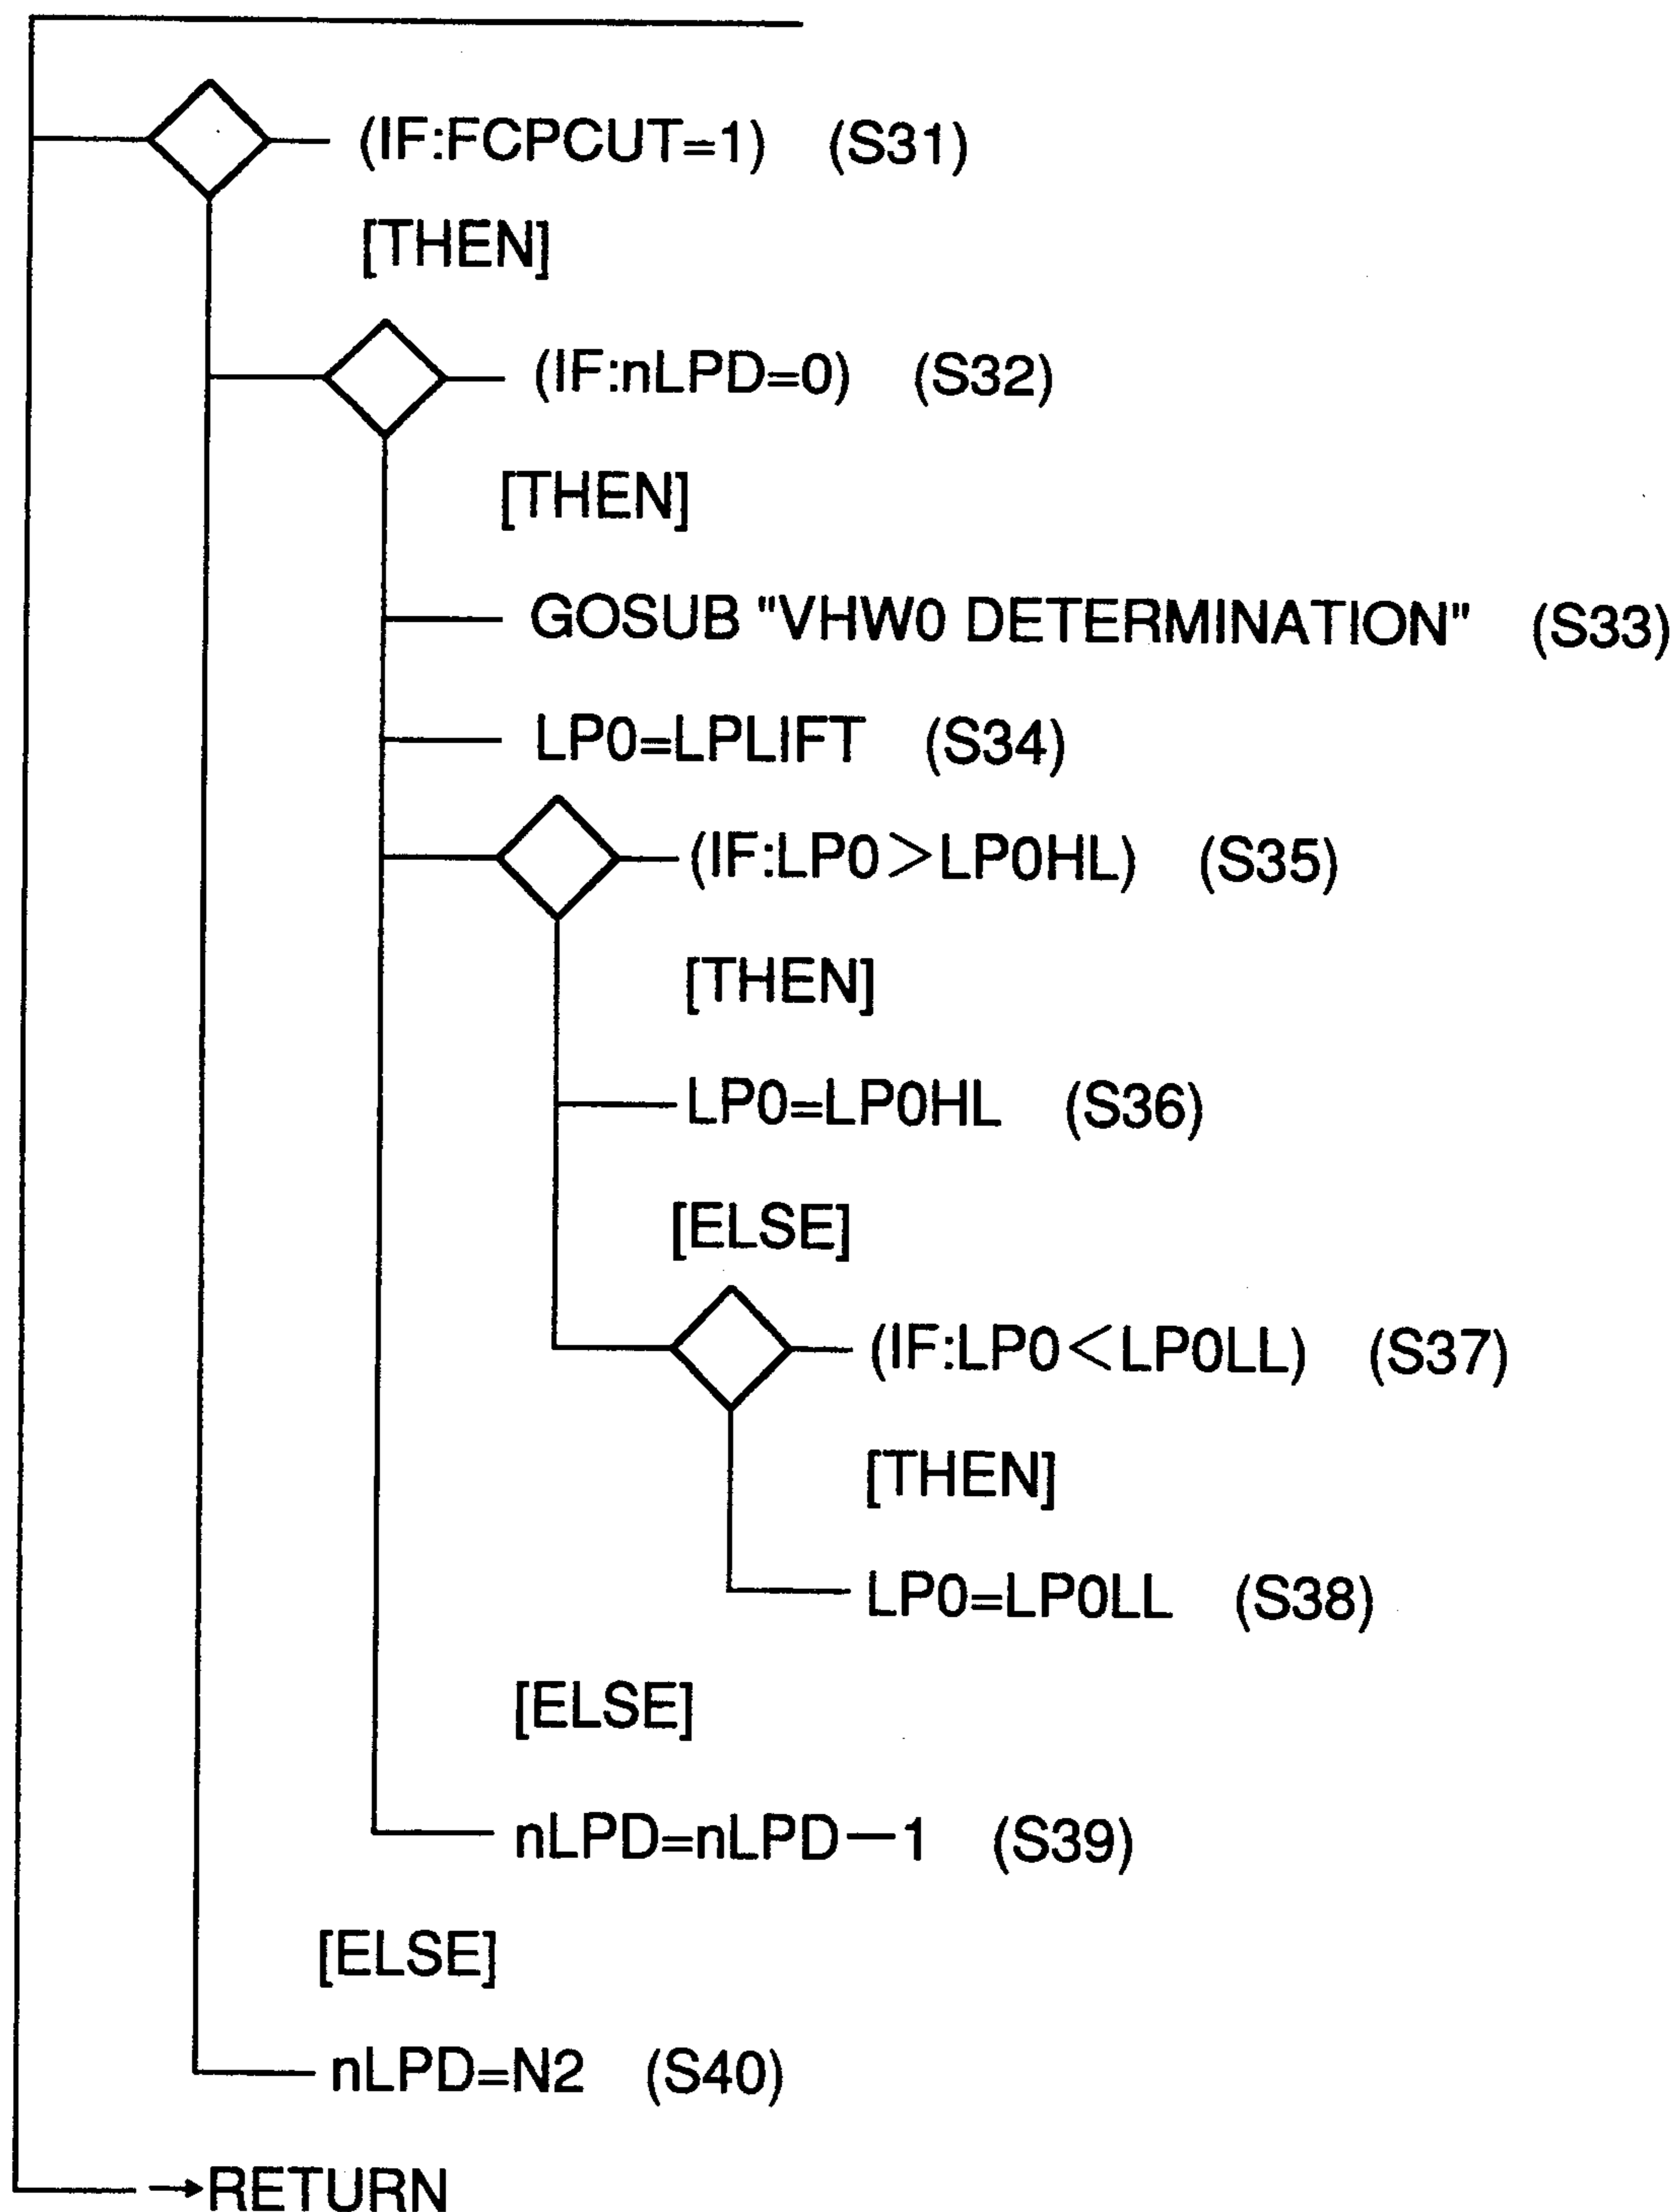 (IF:FCPCUT=1) (S31)
[THEN]
(IF:nLPD=0) (S32)
[THEN]
GOSUB "VHW0 DETERMINATION" (S33)
LP0=LPLIFT (S34)
(IF:LP0>LP0HL) (S35)
[THEN]
LP0=LP0HL (S36)
[ELSE]
(IF:LP0<LP0LL) (S37)
[THEN]
LP0=LP0LL (S38)
[ELSE]
nLPD=nLPD—1 (S39)
[ELSE]
nLPD=N2 (S40)
→RETURN